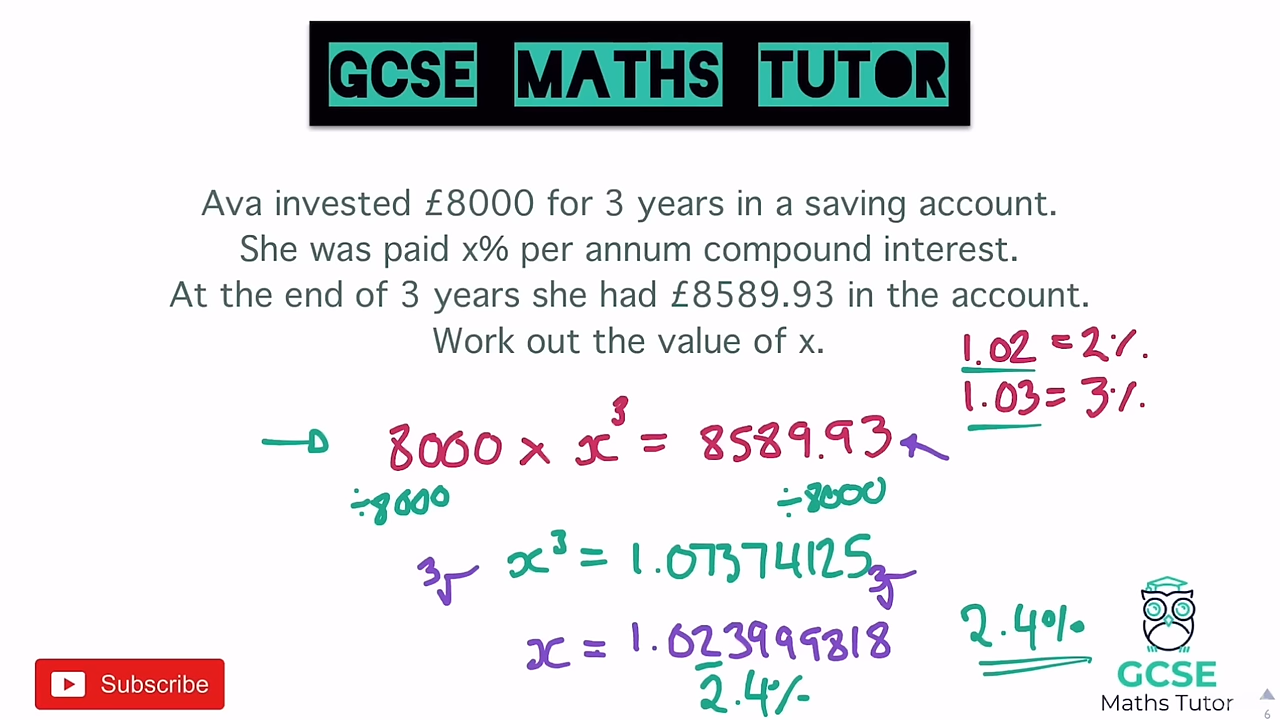 GCSE MATHS TUTOR
Ava invested £8000 for 3 years in a saving account.
She was paid x% per annum compound interest.
At the end of 3 years she had £8589.93 in the account.
Work out the value of x.
1.02 = 2%
1.03 = 3%
8000 × x³ = 8589.93
÷8000 ÷8000
³√ x³ = 1.07374125 ³√
x = 1.023999818
2.4%
2.4%
Subscribe
GCSE
Maths Tutor
6